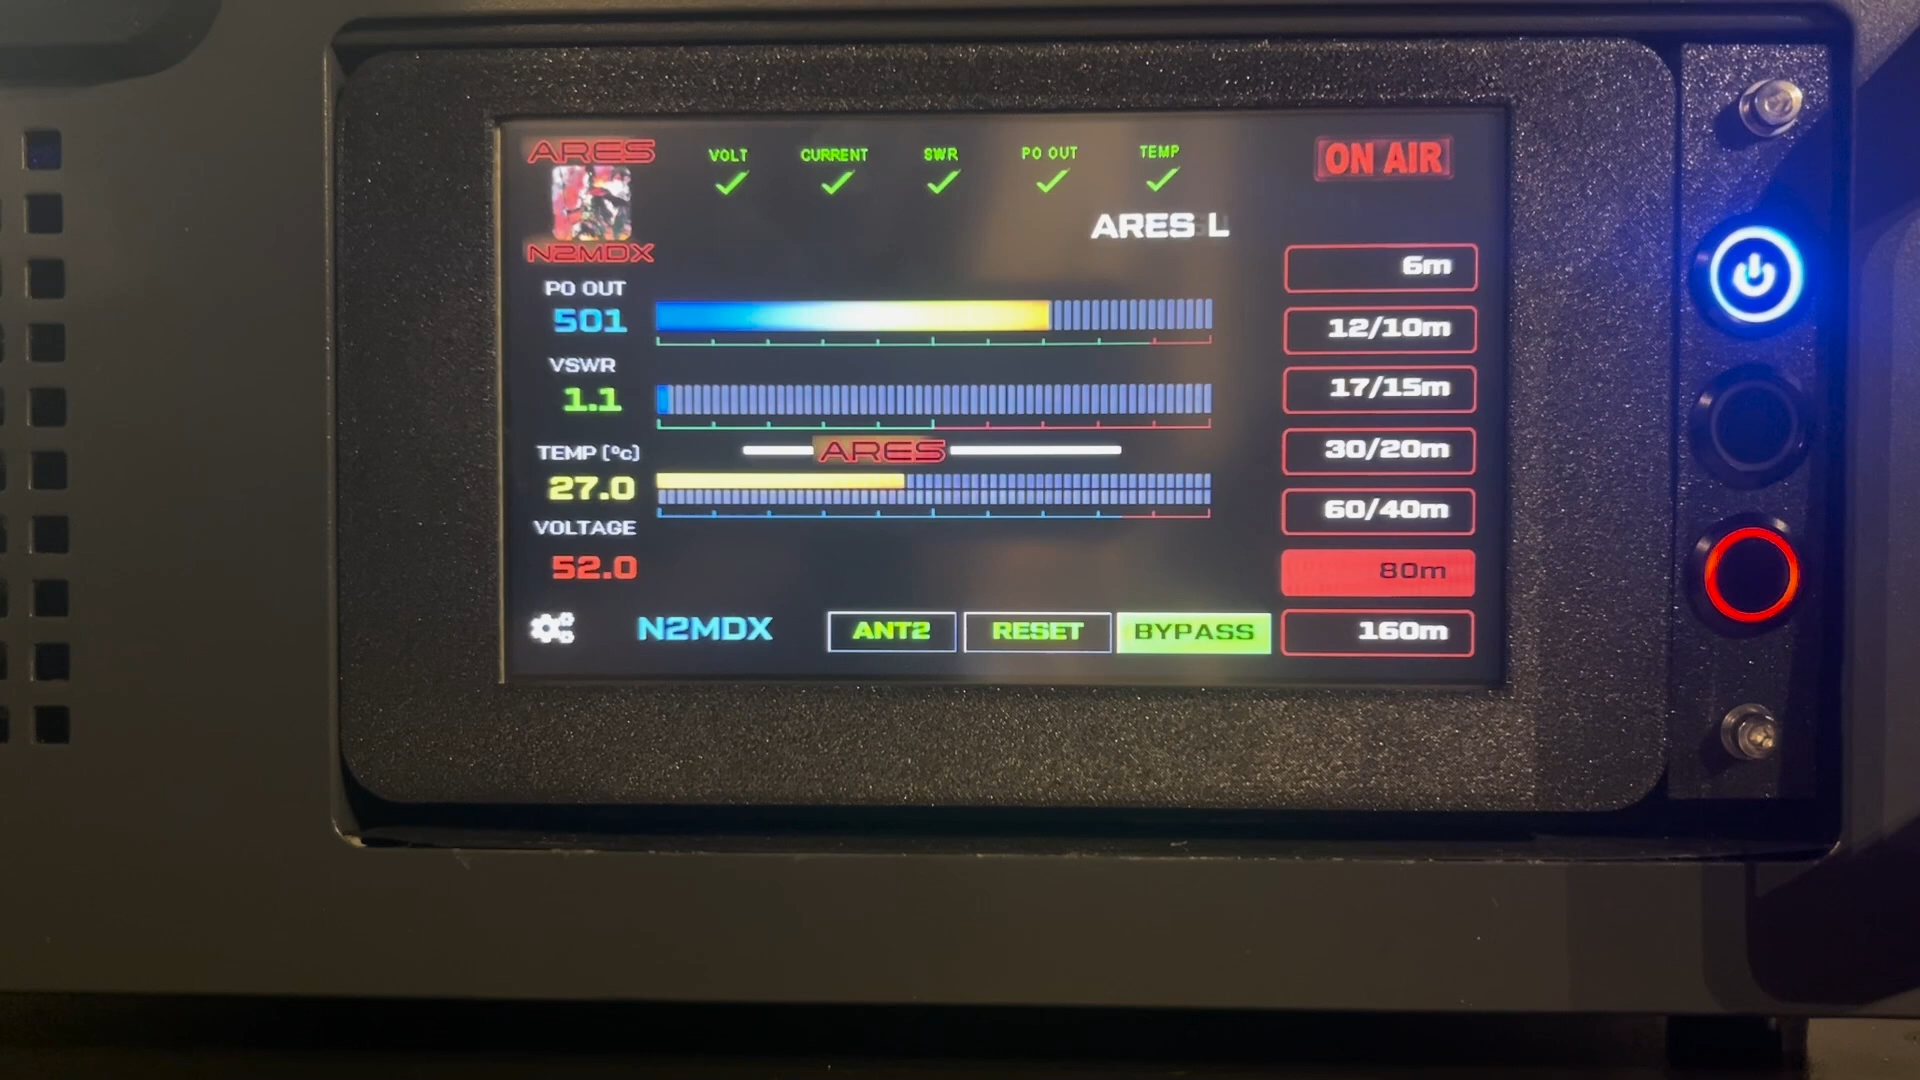 ARES
VOLT
CURRENT
SWR
PO OUT
TEMP
ON AIR
N2MDX
ARES L
PO OUT
501
VSWR
1.1
TEMP (°c)
ARES
27.0
VOLTAGE
52.0
N2MDX
ANT2
RESET
BYPASS
6m
12/10m
17/15m
30/20m
60/40m
80m
160m